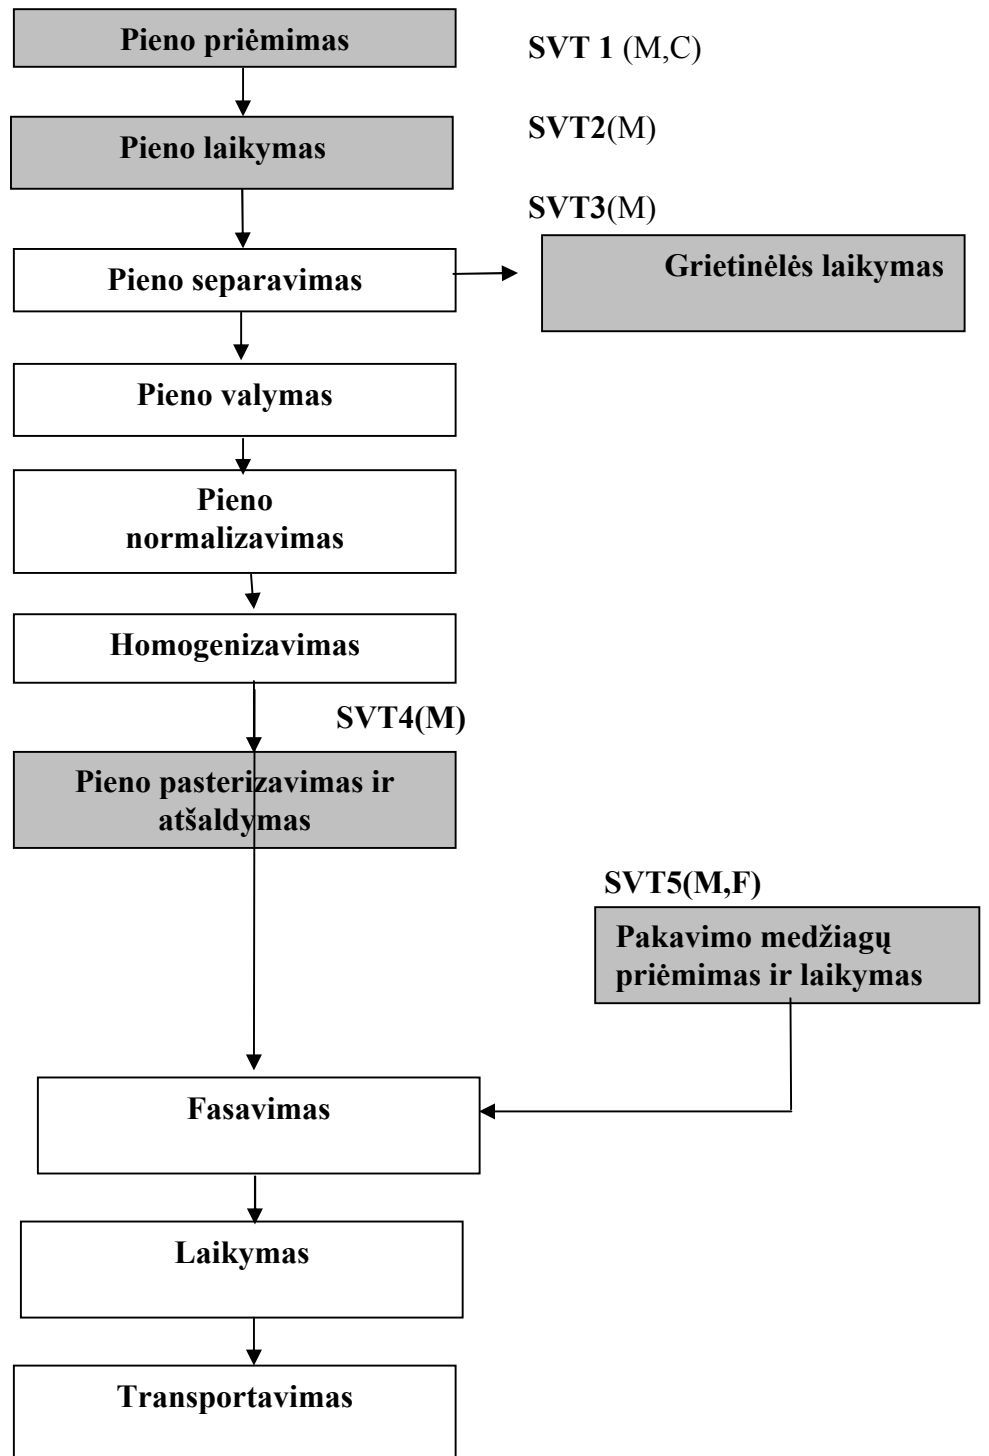 Pieno priėmimas
SVT 1 (M,C)
Pieno laikymas
SVT2(M)
SVT3(M)
Pieno separavimas
Grietinėlės laikymas
Pieno valymas
Pieno
normalizavimas
Homogenizavimas
SVT4(M)
Pieno pasterizavimas ir
atšaldymas
SVT5(M,F)
Pakavimo medžiagų
priėmimas ir laikymas
Fasavimas
Laikymas
Transportavimas